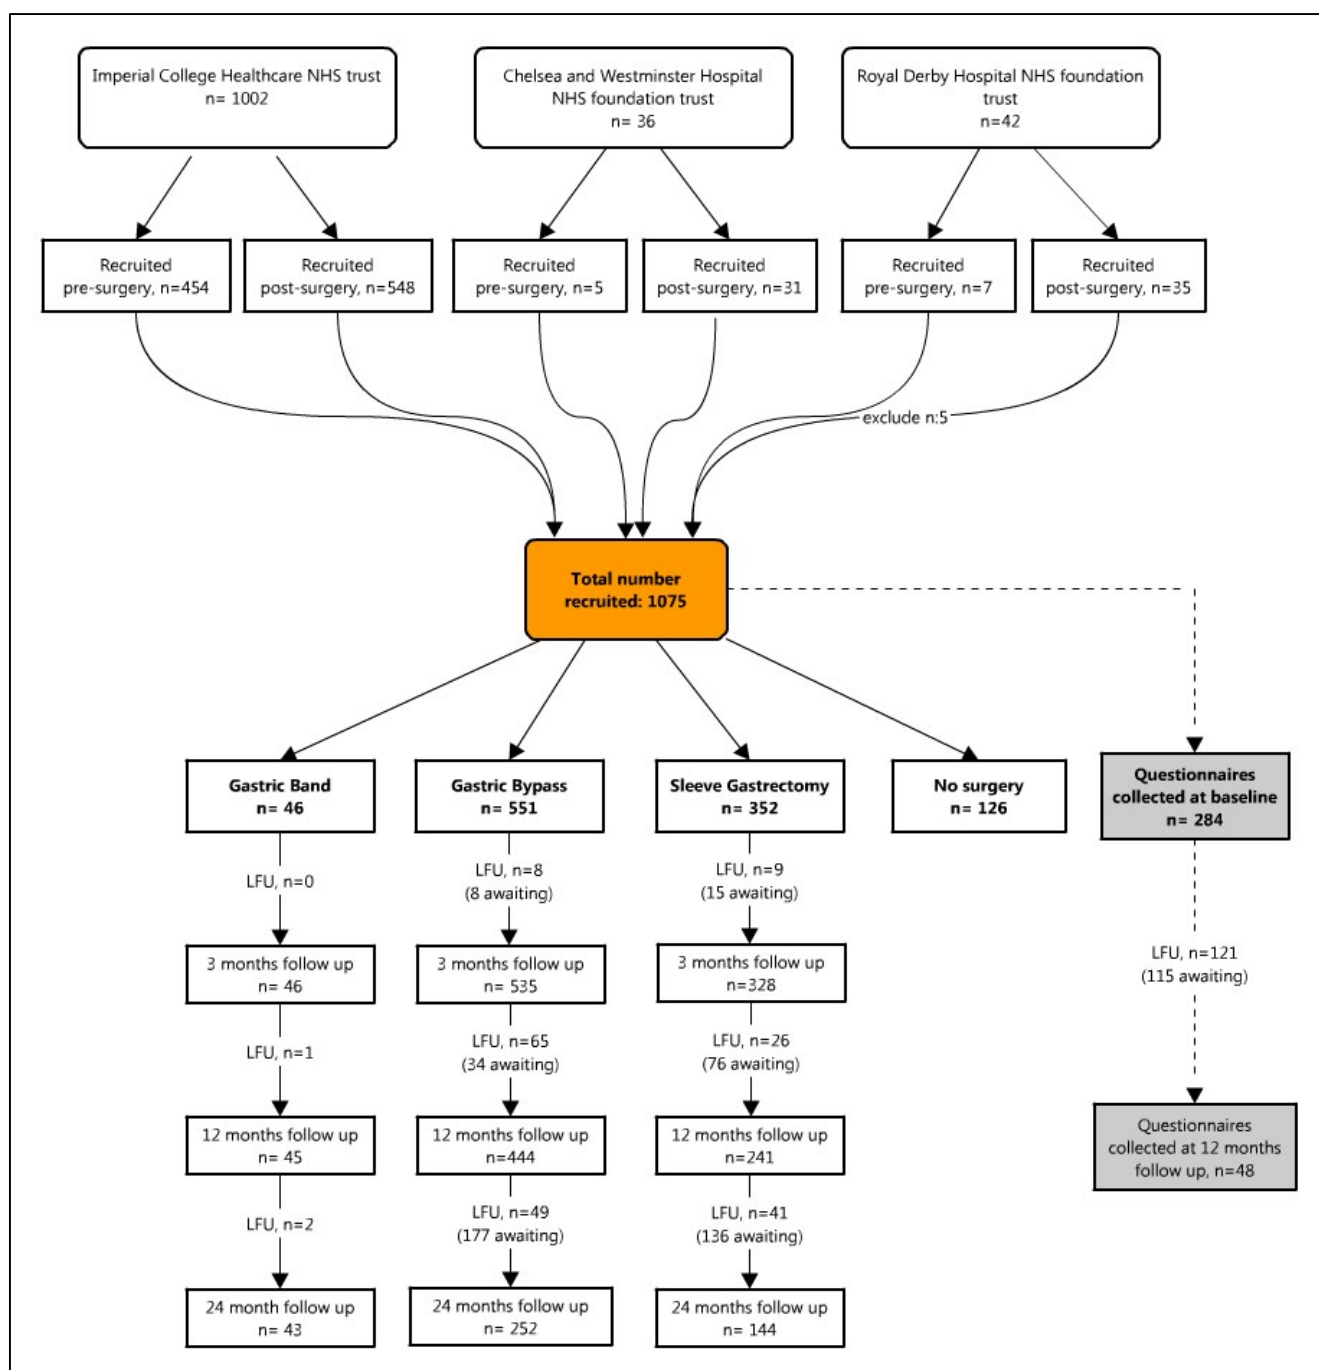 Imperial College Healthcare NHS trust
n= 1002
Chelsea and Westminster Hospital
NHS foundation trust
n= 36
Royal Derby Hospital NHS foundation
trust
n=42
Recruited
pre-surgery, n=454
Recruited
post-surgery, n=548
Recruited
pre-surgery, n=5
Recruited
post-surgery, n=31
Recruited
pre-surgery, n=7
Recruited
post-surgery, n=35
exclude n:5
Total number
recruited: 1075
Gastric Band
n= 46
Gastric Bypass
n= 551
Sleeve Gastrectomy
n= 352
No surgery
n= 126
Questionnaires
collected at baseline
n= 284
LFU, n=0
LFU, n=8
(8 awaiting)
LFU, n=9
(15 awaiting)
3 months follow up
n= 46
3 months follow up
n= 535
3 months follow up
n=328
LFU, n=121
(115 awaiting)
LFU, n=1
LFU, n=65
(34 awaiting)
LFU, n=26
(76 awaiting)
12 months follow up
n= 45
12 months follow up
n=444
12 months follow up
n=241
Questionnaires
collected at 12 months
follow up, n=48
LFU, n=2
LFU, n=49
(177 awaiting)
LFU, n=41
(136 awaiting)
24 month follow up
n= 43
24 months follow up
n= 252
24 months follow up
n= 144